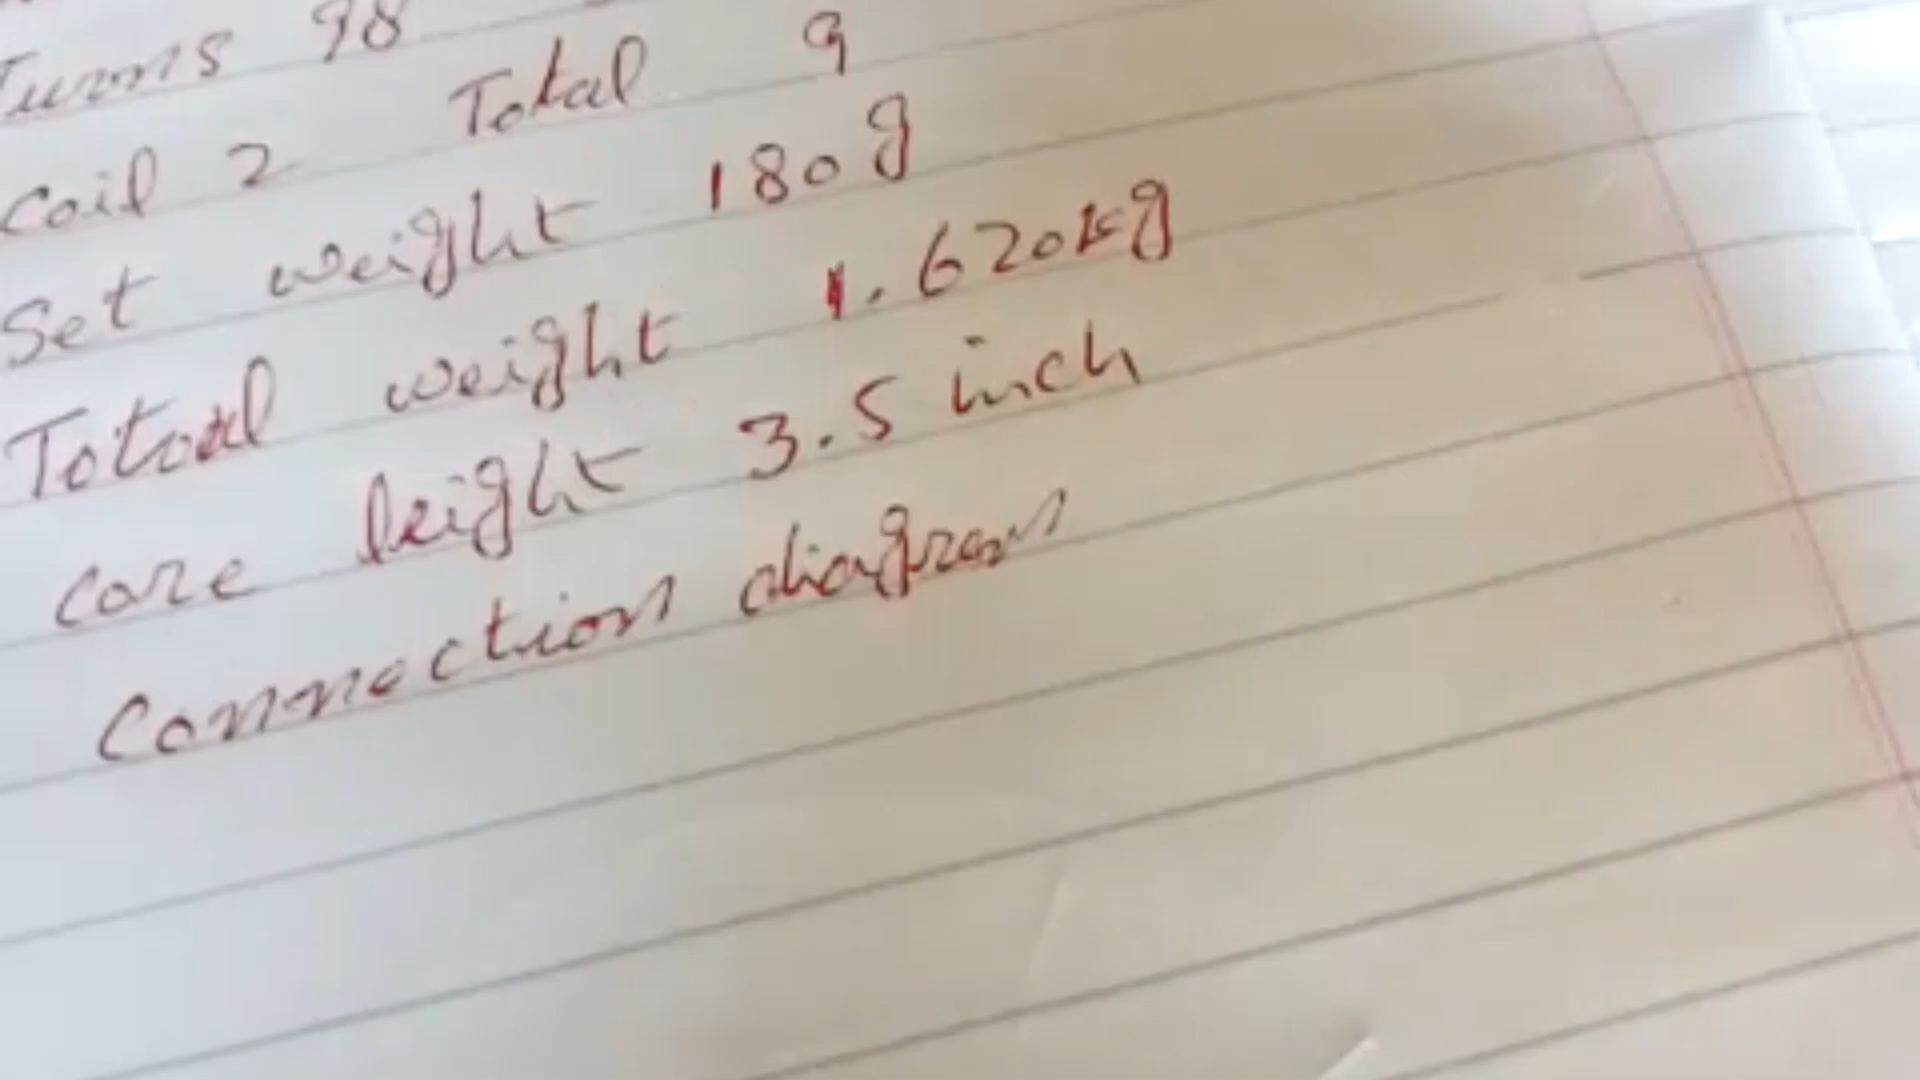 Turns 98
Coil 2 Total 9
Set weight 180g
Totoal weight 1.620kg
Core leight 3.5 inch
Connection diagram